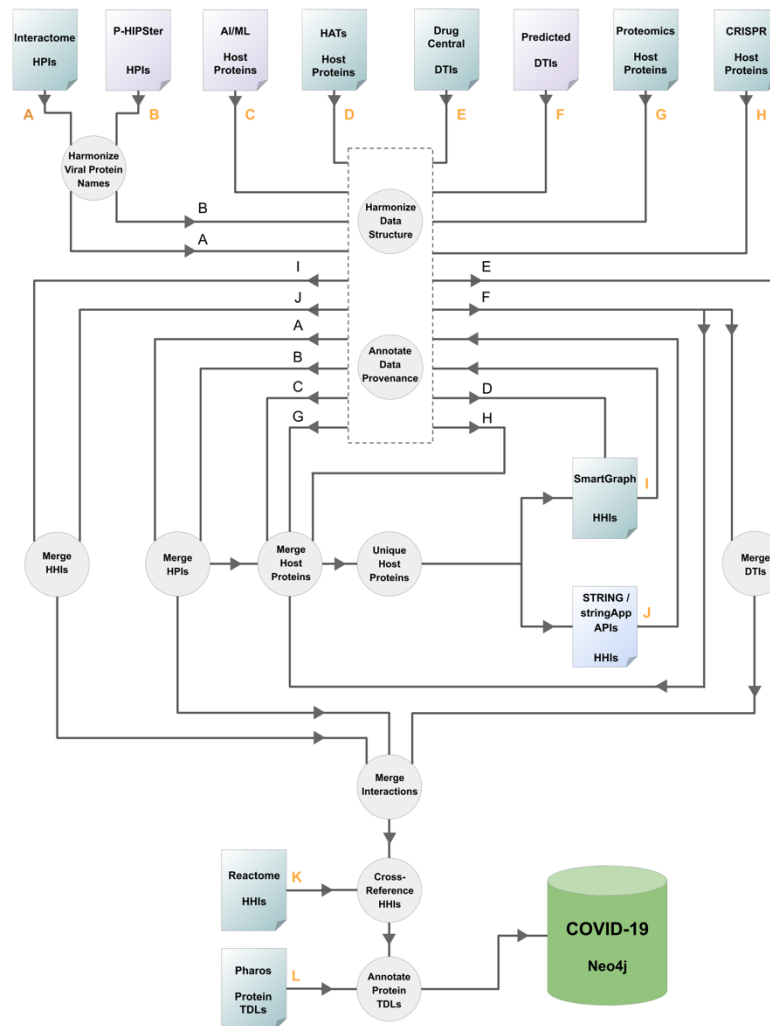 Interactome
HPIs
P-HIPSter
HPIs
AI/ML
Host
Proteins
HATs
Host
Proteins
Drug
Central
DTIs
Predicted
DTIs
Proteomics
Host
Proteins
CRISPR
Host
Proteins
A
B
C
D
E
F
G
H
Harmonize
Viral Protein
Names
Harmonize
Data
Structure
B
A
I
E
J
F
A
Annotate
Data
Provenance
B
C
D
G
H
SmartGraph
HHIs
I
Merge
HHIs
Merge
HPIs
Merge
Host
Proteins
Unique
Host
Proteins
Merge
DTIs
STRING /
stringApp
APIs
HHIs
J
Merge
Interactions
Reactome
HHIs
K
Cross-
Reference
HHIs
COVID-19
Neo4j
Pharos
Protein
TDLs
L
Annotate
Protein
TDLs